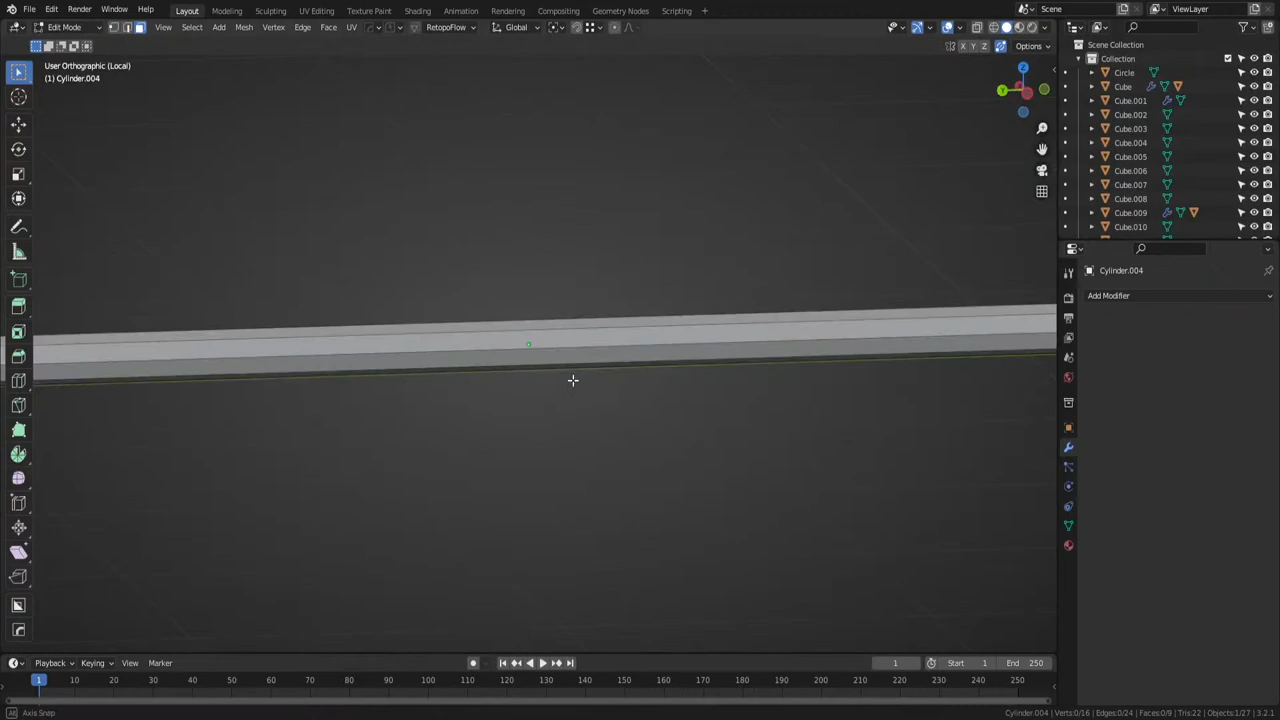 File Edit Render Window Help Layout Modeling Sculpting UV Editing Texture Paint Shading Animation Rendering Compositing Geometry Nodes Scripting Scene ViewLayer
Edit Mode View Select Add Mesh Vertex Edge Face UV RetopoFlow Global
X Y Z Options
User Orthographic (Local)
(1) Cylinder.004
Z
Y
Scene Collection
Collection
Circle
Cube
Cube.001
Cube.002
Cube.003
Cube.004
Cube.005
Cube.006
Cube.007
Cube.008
Cube.009
Cube.010
Cylinder.004
Add Modifier
Playback Keying View Marker 1 Start 1 End 250
1 10 20 30 40 50 60 70 80 90 100 110 120 130 140 150 160 170 180 190 200 210 220 230 240 250
Axis Snap
Cylinder.004 | Verts:0/16 | Edges:0/24 | Faces:0/9 | Tris:22 | Objects:1/27 | 3.2.1